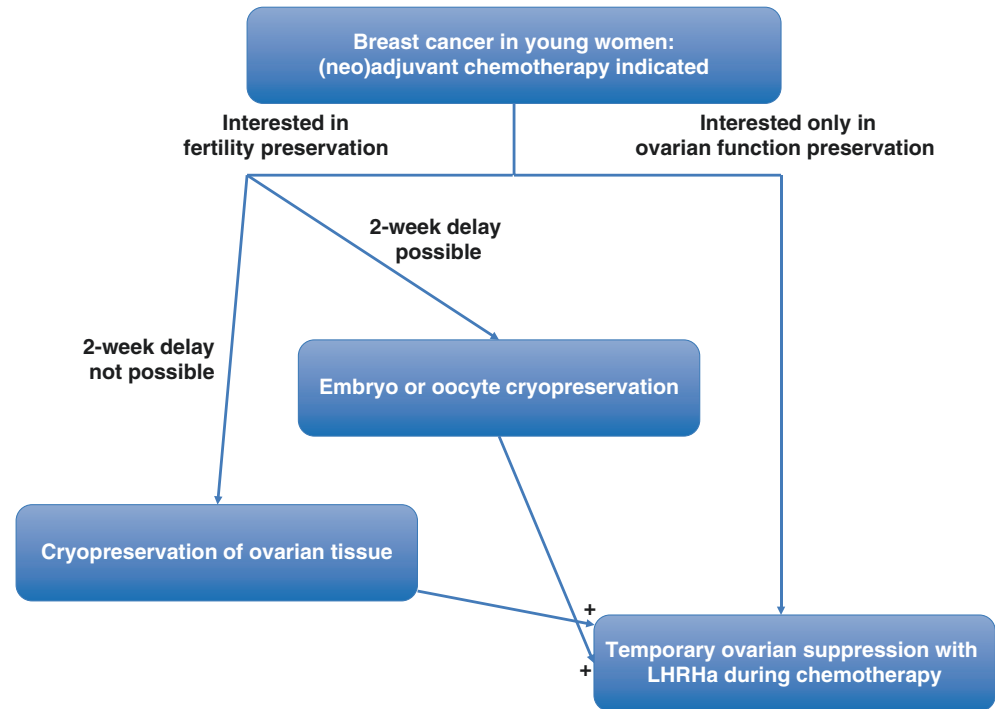 Breast cancer in young women:
(neo)adjuvant chemotherapy indicated
Interested in
fertility preservation
Interested only in
ovarian function preservation
2-week delay
possible
2-week delay
not possible
Embryo or oocyte cryopreservation
Cryopreservation of ovarian tissue
+
+
Temporary ovarian suppression with
LHRHa during chemotherapy